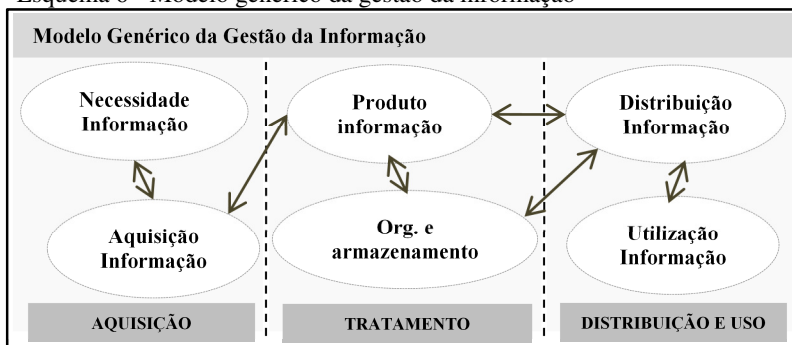 Esquema 6 - Modelo genérico da gestão da informação
Modelo Genérico da Gestão da Informação
Necessidade
Informação
Aquisição
Informação
Produto
informação
Org. e
armazenamento
Distribuição
Informação
Utilização
Informação
AQUISIÇÃO
TRATAMENTO
DISTRIBUIÇÃO E USO